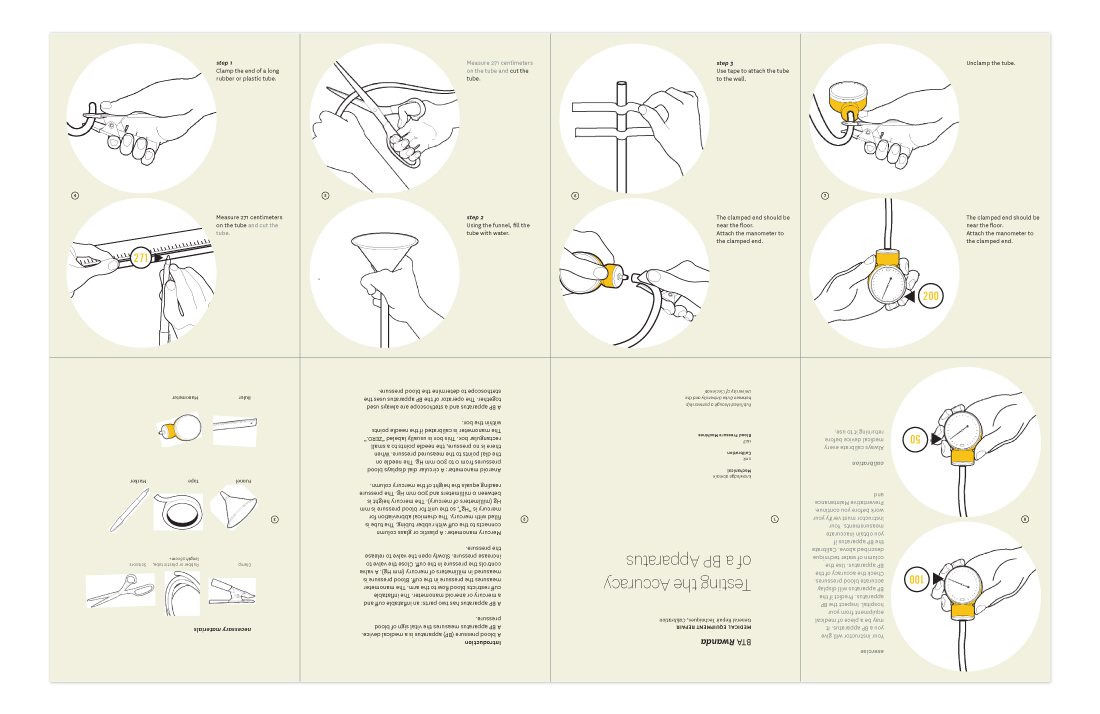 step 1
Clamp the end of a long
rubber or plastic tube.
4
Measure 271 centimeters
on the tube and cut the
tube.
271
Measure 271 centimeters
on the tube and cut the
tube.
5
step 2
Using the funnel, fill the
tube with water.
step 3
Use tape to attach the tube
to the wall.
6
The clamped end should be
near the floor.
Attach the manometer to
the clamped end.
Unclamp the tube.
7
The clamped end should be
near the floor.
Attach the manometer to
the clamped end.
200
necessary materials
Clamp
Rubber or plastic tube,
Scissors
Funnel
Tape
Marker
3
Ruler
Manometer
Introduction
A blood pressure (BP) apparatus is a medical device.
A BP apparatus measures the vital sign of blood
pressure.
A BP apparatus has two parts: an inflatable cuff and
a mercury or aneroid manometer. The inflatable
cuff restricts blood flow to the arm. The manometer
measures the pressure in the cuff. Blood pressure is
measured in millimeters of mercury (mm Hg). A valve
controls the pressure in the cuff. Close the valve to
increase pressure. Slowly open the valve to release
the pressure.
Mercury manometer: A plastic or glass column
connects to the cuff with rubber tubing. The tube is
filled with mercury. The chemical abbreviation for
mercury is "Hg", so the unit for blood pressure is mm
Hg (millimeters of mercury). The mercury height is
between 0 millimeters and 300 mm Hg. The pressure
reading equals the height of the mercury column.
2
Aneroid manometer: A circular dial displays blood
pressures from 0 to 300 mm Hg. The needle on
the dial points to the measured pressure. When
there is no pressure, the needle points to a small
rectangular box. This box is usually labeled "ZERO."
The manometer is calibrated if the needle points
within the box.
A BP apparatus and a stethoscope are always used
together. The operator of the BP apparatus uses the
stethoscope to determine the blood pressure.
BTA Rwanda
MEDICAL EQUIPMENT REPAIR
General Repair Techniques, Calibration
Testing the Accuracy
of a BP Apparatus
1
knowledge domain
Mechanical
unit
Calibration
skill
Blood Pressure Machine Repair
Published through a partnership
between Duke University and the
University of Cincinnati
exercise
Your instructor will give
you a BP apparatus. It
may be a piece of medical
equipment from your
hospital. Inspect the BP
apparatus. Predict if the
BP apparatus will display
accurate blood pressures.
Check the accuracy of the
BP apparatus. Use the
column of water technique
described above. Calibrate
the BP apparatus if
you obtain inaccurate
measurements. Your
instructor must verify your
work before you continue.
Preventative Maintenance
and
calibration
Always calibrate every
medical device before
returning it to use.
100
8
50